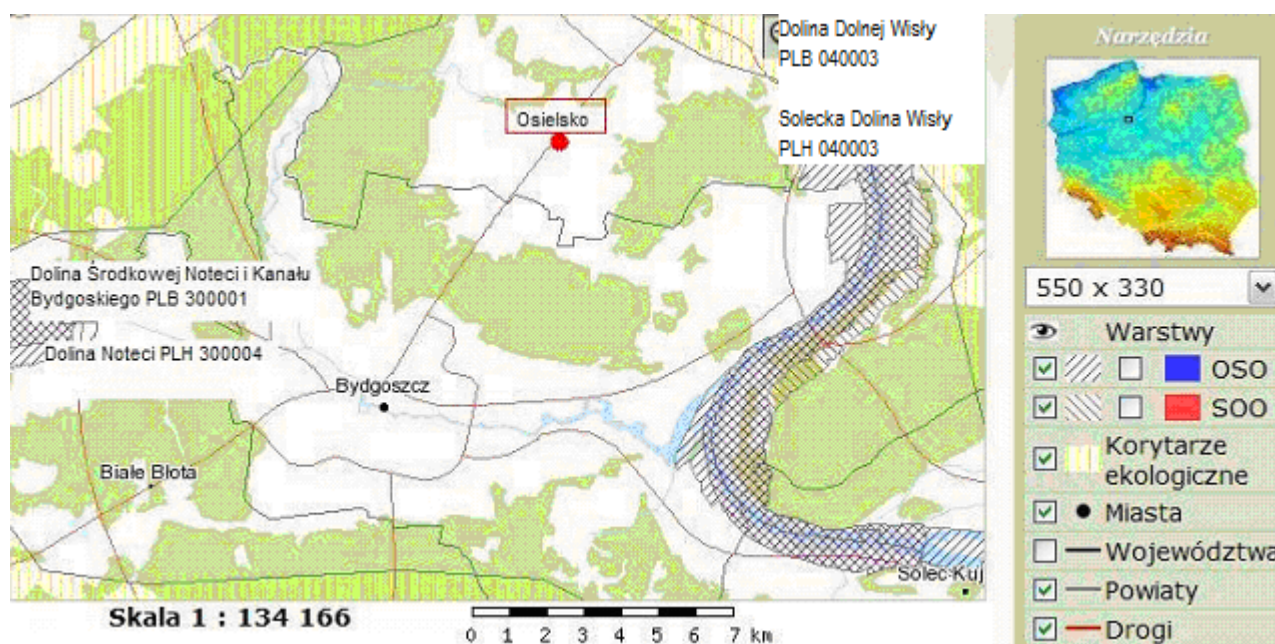 Dolina Dolnej Wisły
PLB 040003
Solecka Dolina Wisły
PLH 040003
Osielsko
Dolina Środkowej Noteci i Kanału
Bydgoskiego PLB 300001
Dolina Noteci PLH 300004
Bydgoszcz
Białe Błota
Solec Kuj
Skala 1 : 134 166
0 1 2 3 4 5 6 7 km
Narzędzia
550 x 330
Warstwy
OSO
SOO
Korytarze
ekologiczne
Miasta
Województwa
Powiaty
Drogi